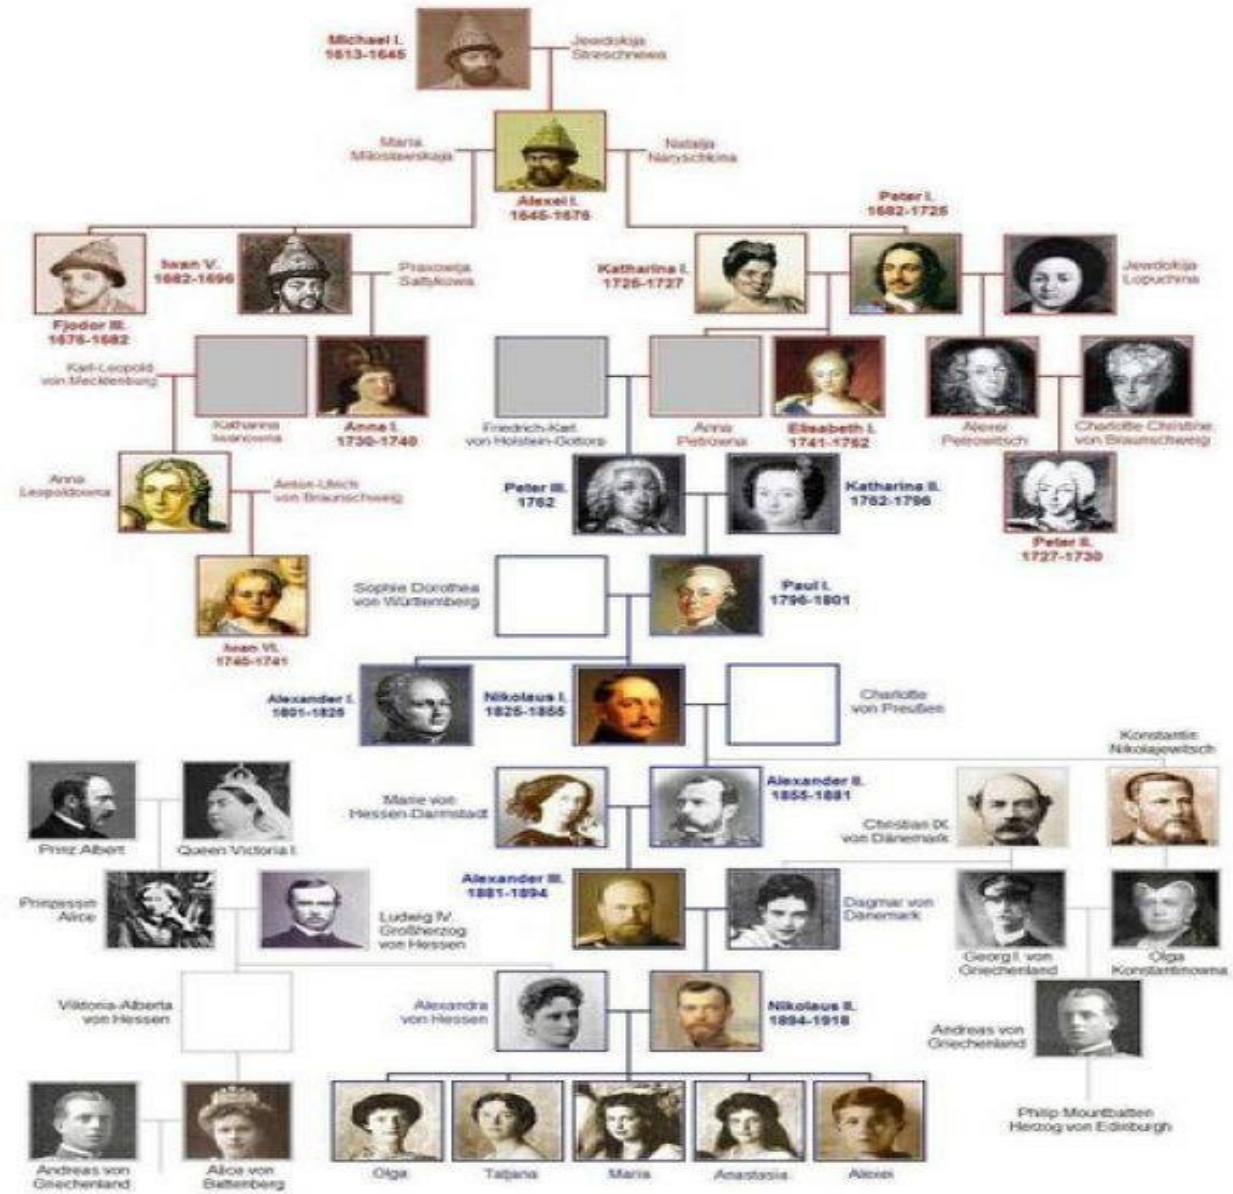 Michael I.
1613-1645
Jewdokija
Streschnewa
Maria
Miloslawskaja
Natalja
Naryschkina
Alexei I.
1645-1676
Peter I.
1682-1725
Iwan V.
1682-1696
Praxowija
Saltykowa
Katharina I.
1725-1727
Jewdokija
Lopuchina
Fjodor III.
1676-1682
Karl-Leopold
von Mecklenburg
Katharina
Iwanowna
Anna I.
1730-1740
Friedrich-Karl
von Holstein-Gottorp
Anna
Petrowna
Elisabeth I.
1741-1762
Alexei
Petrowitsch
Charlotte Christine
von Braunschweig
Anna
Leopoldowna
Anton-Ulrich
von Braunschweig
Peter III.
1762
Katharina II.
1762-1796
Peter II.
1727-1730
Sophie Dorothea
von Württemberg
Paul I.
1796-1801
Iwan VI.
1740-1741
Alexander I.
1801-1825
Nikolaus I.
1825-1855
Charlotte
von Preußen
Konstantin
Nikolajewitsch
Marie von
Hessen-Darmstadt
Alexander II.
1855-1881
Christian IX.
von Dänemark
Prinz Albert
Queen Victoria I.
Alexander III.
1881-1894
Prinzessin
Alice
Ludwig IV.
Großherzog
von Hessen
Dagmar von
Dänemark
Georg I. von
Griechenland
Olga
Konstantinowna
Viktoria-Alberta
von Hessen
Alexandra
von Hessen
Nikolaus II.
1894-1918
Andreas von
Griechenland
Philip Mountbatten
Herzog von Edinburgh
Andreas von
Griechenland
Alice von
Battenberg
Olga
Tatjana
Maria
Anastasia
Alexei